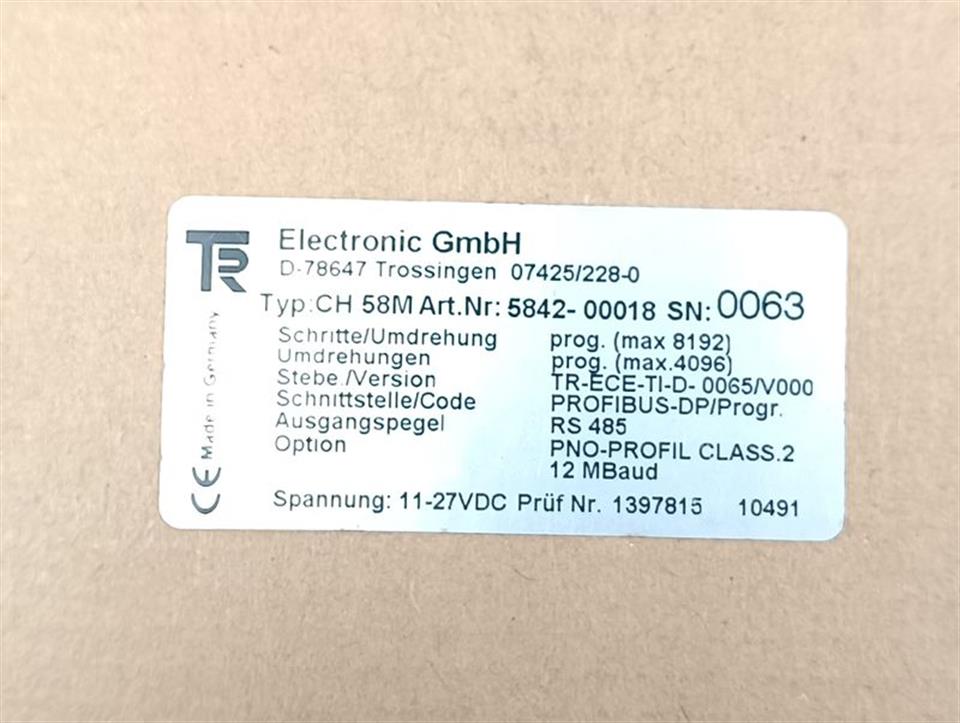 TR Electronic GmbH
D-78647 Trossingen 07425/228-0
Typ:CH 58M Art.Nr: 5842- 00018 SN: 0063
Schritte/Umdrehung prog. (max 8192)
Umdrehungen prog. (max.4096)
Stebe./Version TR-ECE-TI-D- 0065/V000
Schnittstelle/Code PROFIBUS-DP/Progr.
Ausgangspegel RS 485
Option PNO-PROFIL CLASS.2
12 MBaud
Spannung: 11-27VDC Prüf Nr. 1397815 10491
CE Made in Germany